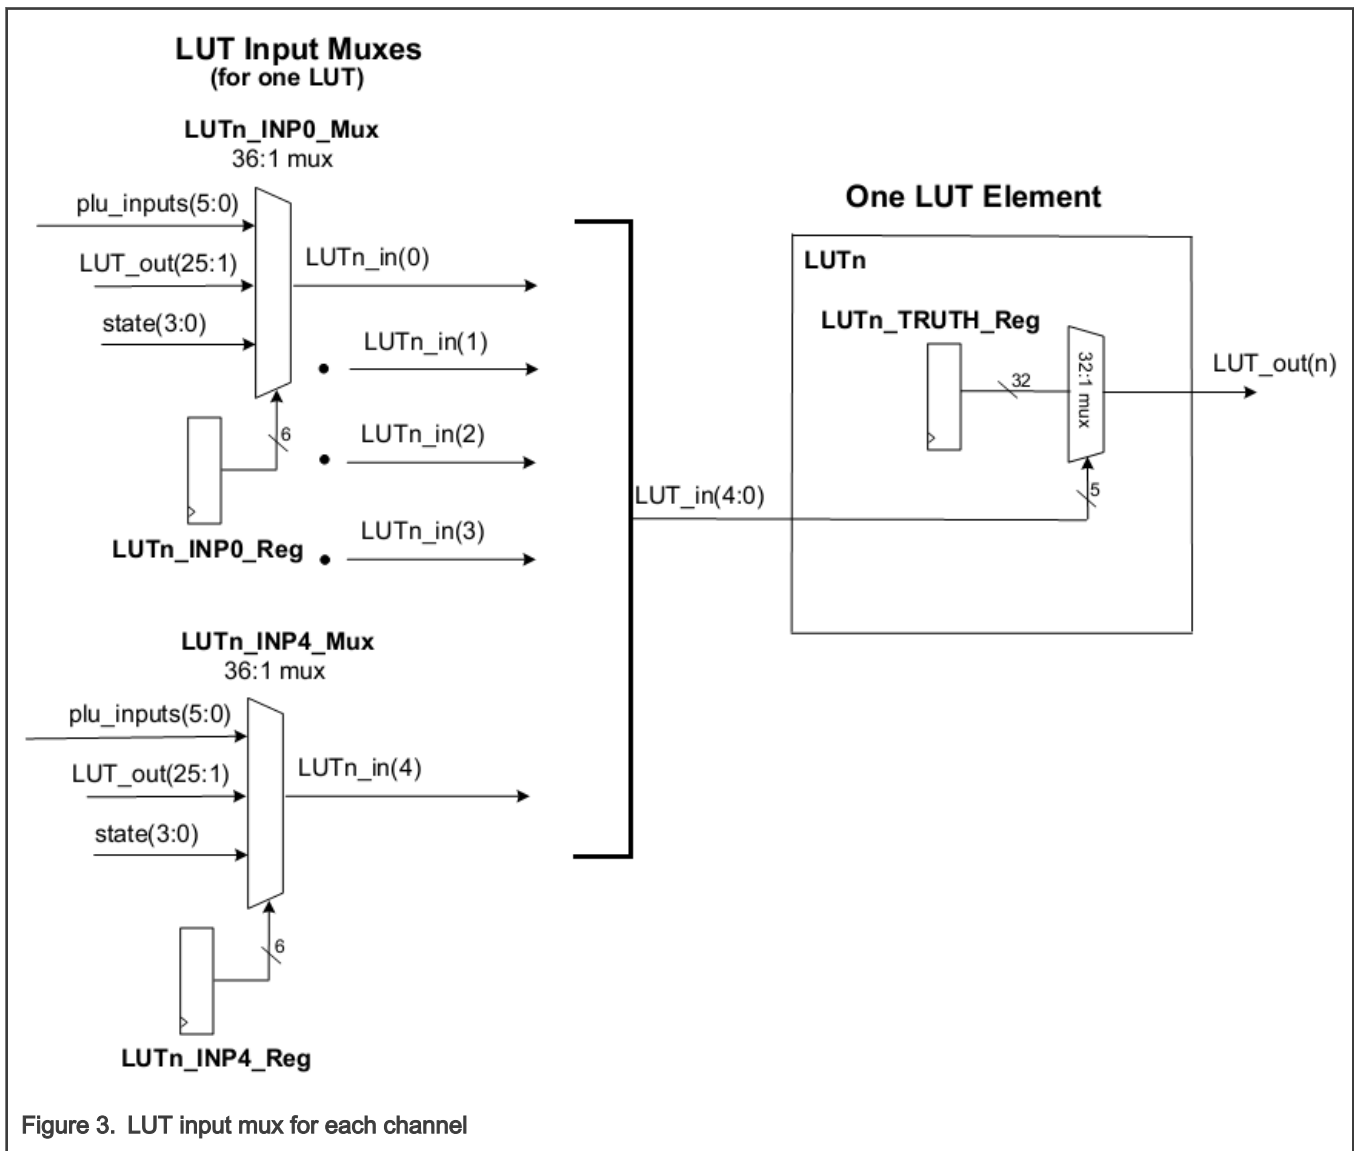 LUT Input Muxes
(for one LUT)
LUTn_INP0_Mux
36:1 mux
plu_inputs(5:0)
LUT_out(25:1)
state(3:0)
LUTn_in(0)
LUTn_in(1)
LUTn_in(2)
LUTn_in(3)
6
LUTn_INP0_Reg
LUTn_INP4_Mux
36:1 mux
plu_inputs(5:0)
LUT_out(25:1)
state(3:0)
LUTn_in(4)
6
LUTn_INP4_Reg
LUT_in(4:0)
One LUT Element
LUTn
LUTn_TRUTH_Reg
32
32:1 mux
5
LUT_out(n)
Figure 3. LUT input mux for each channel